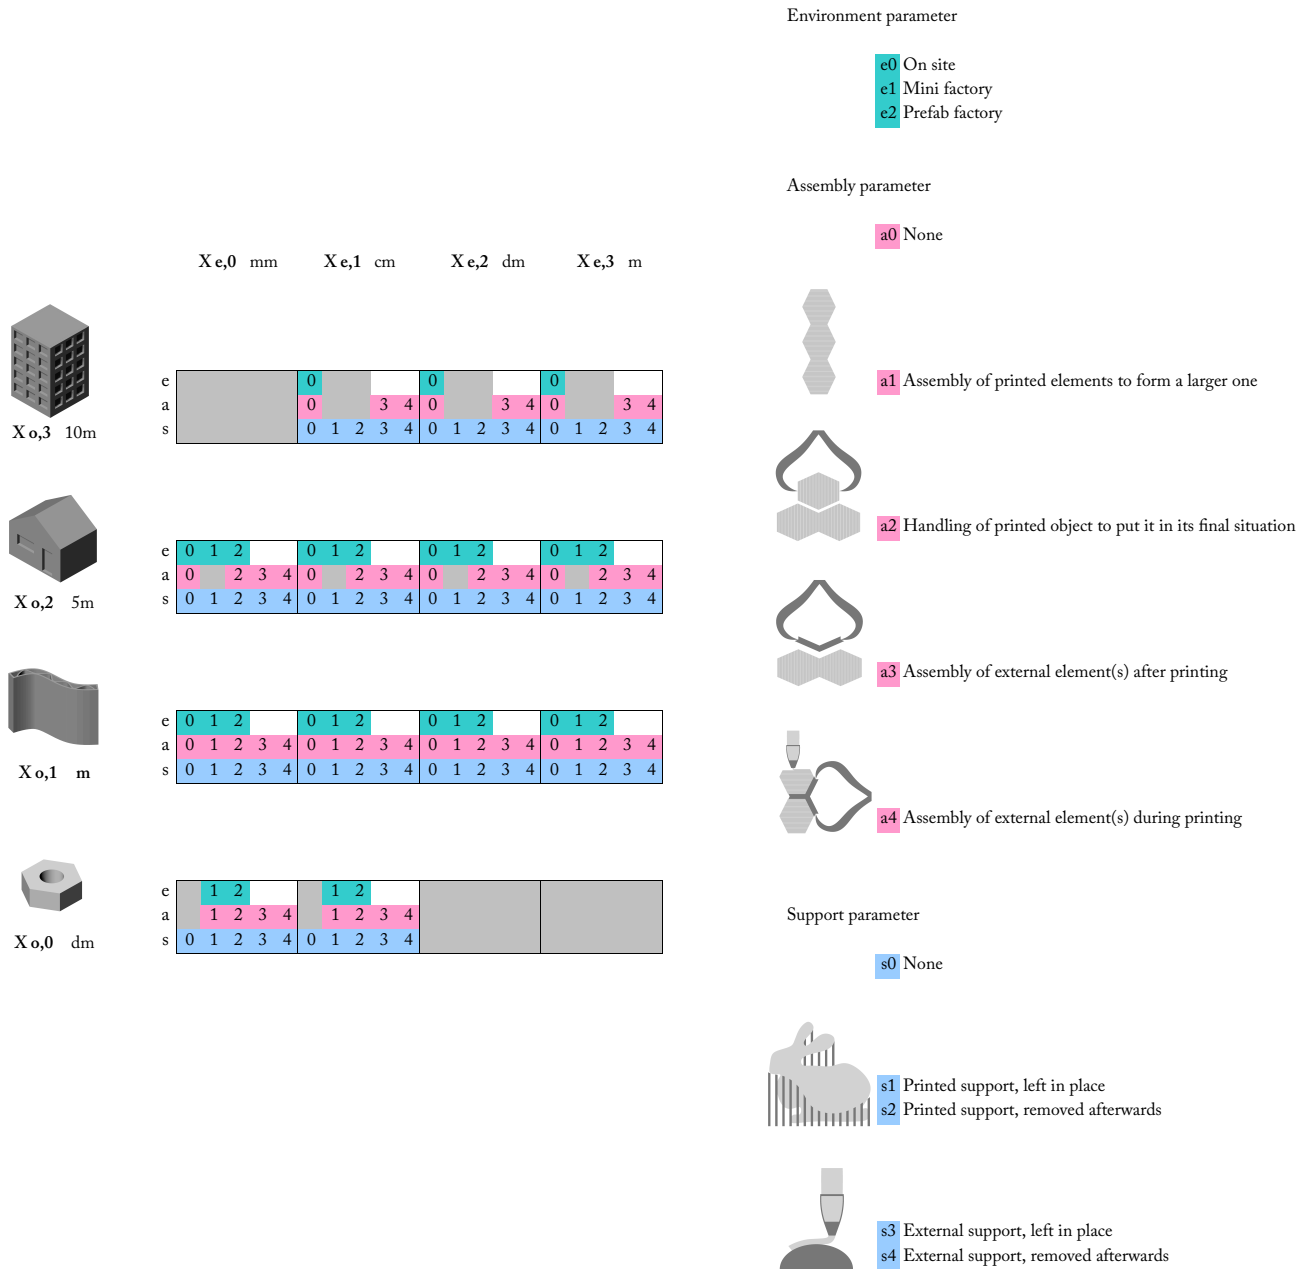 Environment parameter
e0 On site
e1 Mini factory
e2 Prefab factory
Assembly parameter
a0 None
X e,0 mm X e,1 cm X e,2 dm X e,3 m
e 0 0 0
a 0 3 4 0 3 4 0 3 4
s 0 1 2 3 4 0 1 2 3 4 0 1 2 3 4
X o,3 10m
a1 Assembly of printed elements to form a larger one
e 0 1 2 0 1 2 0 1 2 0 1 2
a 0 2 3 4 0 2 3 4 0 2 3 4 0 2 3 4
s 0 1 2 3 4 0 1 2 3 4 0 1 2 3 4 0 1 2 3 4
X o,2 5m
a2 Handling of printed object to put it in its final situation
e 0 1 2 0 1 2 0 1 2 0 1 2
a 0 1 2 3 4 0 1 2 3 4 0 1 2 3 4 0 1 2 3 4
s 0 1 2 3 4 0 1 2 3 4 0 1 2 3 4 0 1 2 3 4
X o,1 m
a3 Assembly of external element(s) after printing
a4 Assembly of external element(s) during printing
e 1 2 1 2
a 1 2 3 4 1 2 3 4
s 0 1 2 3 4 0 1 2 3 4
X o,0 dm
Support parameter
s0 None
s1 Printed support, left in place
s2 Printed support, removed afterwards
s3 External support, left in place
s4 External support, removed afterwards